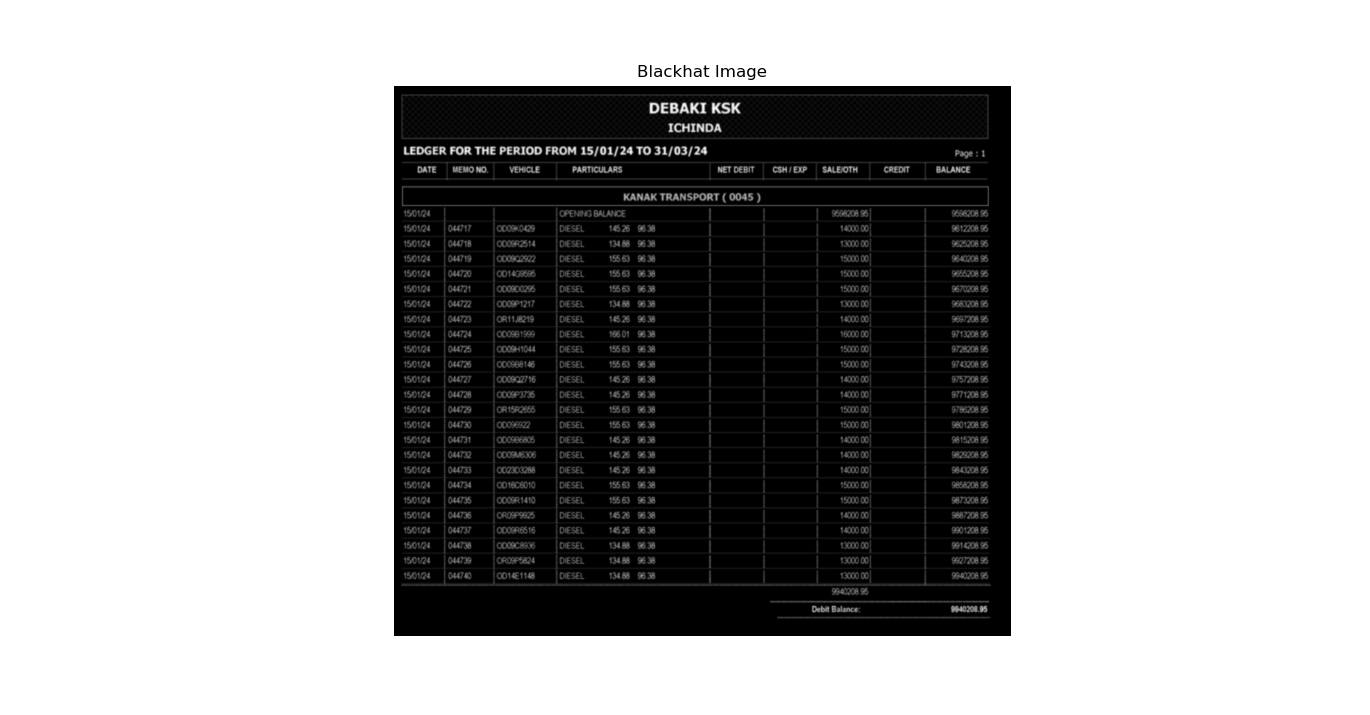 Blackhat Image
DEBAKI KSK
ICHINDA
LEDGER FOR THE PERIOD FROM 15/01/24 TO 31/03/24
Page : 1
DATE MEMO NO. VEHICLE PARTICULARS NET DEBIT CSH / EXP SALE/OTH CREDIT BALANCE
KANAK TRANSPORT ( 0045 )
15/01/24 OPENING BALANCE 9598208.95 9598208.95
15/01/24 044717 OD09K0429 DIESEL 145.26 96.38 14000.00 9612208.95
15/01/24 044718 OD09R2514 DIESEL 134.88 96.38 13000.00 9625208.95
15/01/24 044719 OD09Q2922 DIESEL 155.63 96.38 15000.00 9640208.95
15/01/24 044720 OD14G9595 DIESEL 155.63 96.38 15000.00 9655208.95
15/01/24 044721 OD09D0295 DIESEL 155.63 96.38 15000.00 9670208.95
15/01/24 044722 OD09P1217 DIESEL 134.88 96.38 13000.00 9683208.95
15/01/24 044723 OR11J8219 DIESEL 145.26 96.38 14000.00 9697208.95
15/01/24 044724 OD09B1999 DIESEL 166.01 96.38 16000.00 9713208.95
15/01/24 044725 OD09H1044 DIESEL 155.63 96.38 15000.00 9728208.95
15/01/24 044726 OD09B8146 DIESEL 155.63 96.38 15000.00 9743208.95
15/01/24 044727 OD09Q2716 DIESEL 145.26 96.38 14000.00 9757208.95
15/01/24 044728 OD09P3735 DIESEL 145.26 96.38 14000.00 9771208.95
15/01/24 044729 OR15R2655 DIESEL 155.63 96.38 15000.00 9786208.95
15/01/24 044730 OD096922 DIESEL 155.63 96.38 15000.00 9801208.95
15/01/24 044731 OD09B6805 DIESEL 145.26 96.38 14000.00 9815208.95
15/01/24 044732 OD09M6306 DIESEL 145.26 96.38 14000.00 9829208.95
15/01/24 044733 OD23D3288 DIESEL 145.26 96.38 14000.00 9843208.95
15/01/24 044734 OD16C6010 DIESEL 155.63 96.38 15000.00 9858208.95
15/01/24 044735 OD09R1410 DIESEL 155.63 96.38 15000.00 9873208.95
15/01/24 044736 OR09P9925 DIESEL 145.26 96.38 14000.00 9887208.95
15/01/24 044737 OD09R6516 DIESEL 145.26 96.38 14000.00 9901208.95
15/01/24 044738 OD09C8936 DIESEL 134.88 96.38 13000.00 9914208.95
15/01/24 044739 OR09P5824 DIESEL 134.88 96.38 13000.00 9927208.95
15/01/24 044740 OD14E1148 DIESEL 134.88 96.38 13000.00 9940208.95
9940208.95
Debit Balance: 9940208.95